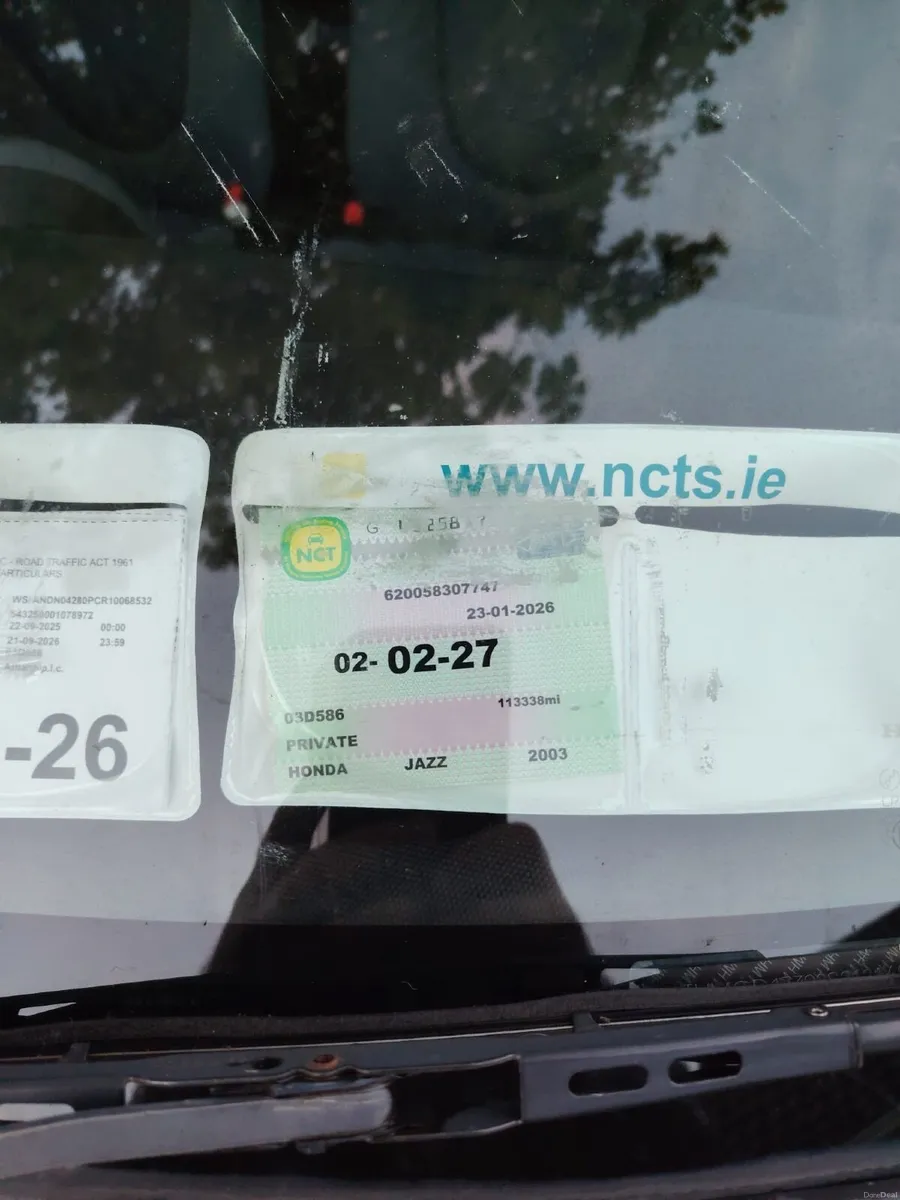 www.ncts.ie
C - ROAD TRAFFIC ACT 1961
ARTICULARS
WS-ANDN04280PCR10068532
22-09-2025 00:00
21-09-2026 23:59
-26
NCT
620058307747
23-01-2026
02-02-27
03D586
113338mi
PRIVATE
HONDA JAZZ 2003
DoneDeal